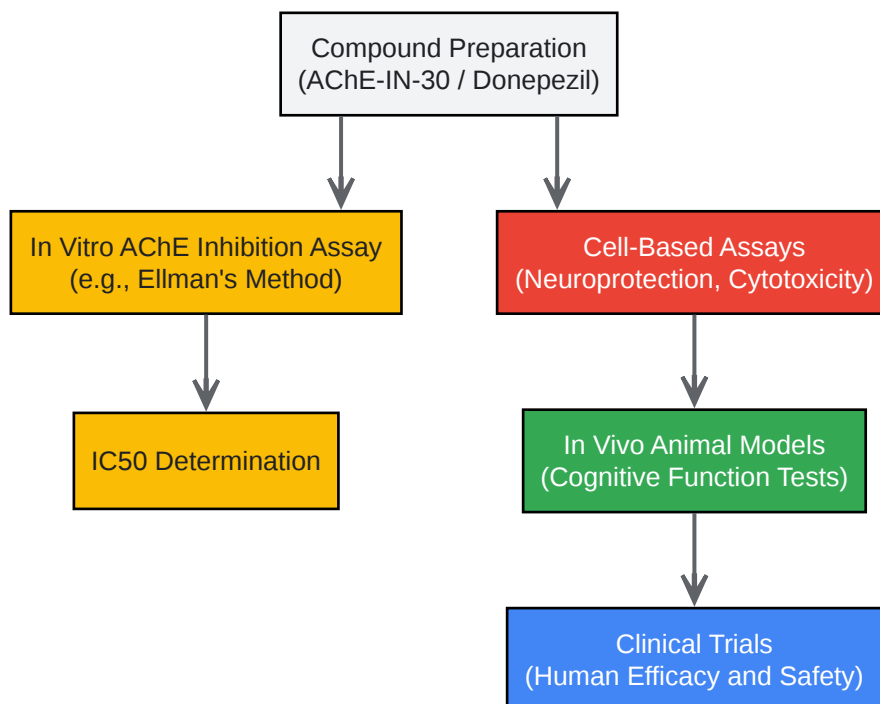 Compound Preparation
(AChE-IN-30 / Donepezil)
In Vitro AChE Inhibition Assay
(e.g., Ellman's Method)
Cell-Based Assays
(Neuroprotection, Cytotoxicity)
IC50 Determination
In Vivo Animal Models
(Cognitive Function Tests)
Clinical Trials
(Human Efficacy and Safety)